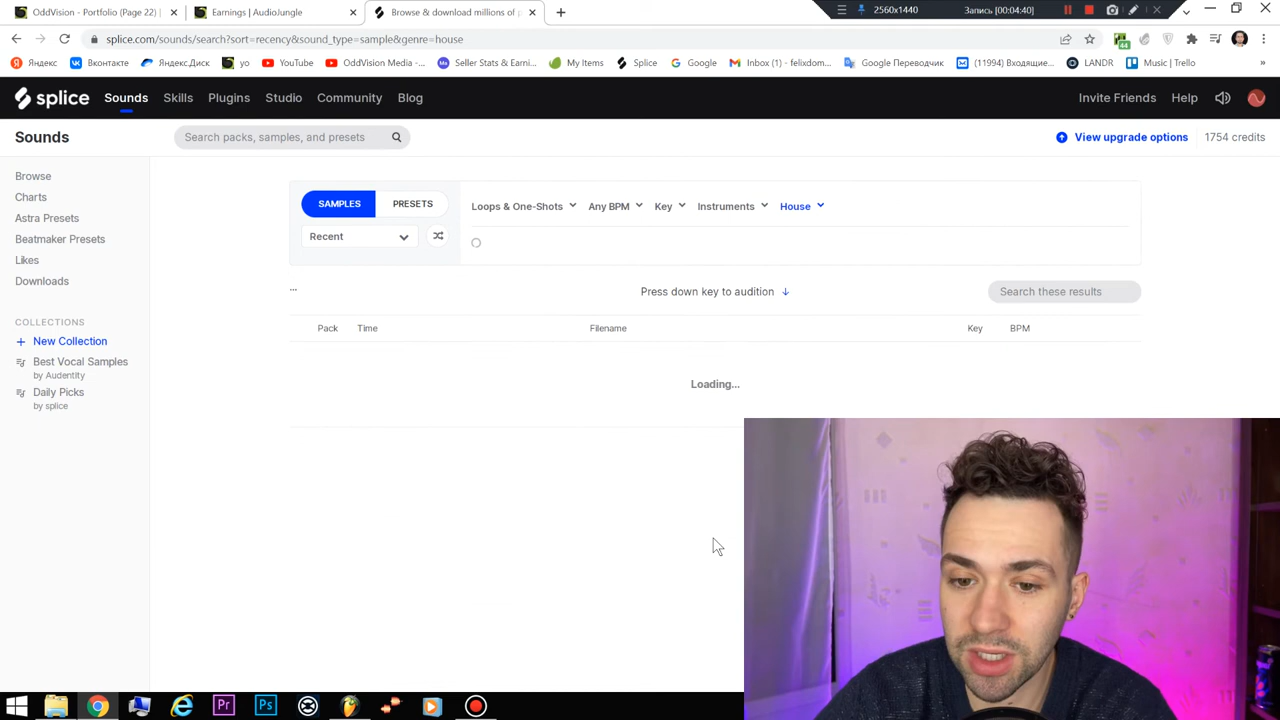 OddVision - Portfolio (Page 22) |
Earnings | AudioJungle
Browse & download millions of p
2560x1440
Запись [00:04:40]
splice.com/sounds/search?sort=recency&sound_type=sample&genre=house
44
Яндекс
Вконтакте
Яндекс.Диск
yo
YouTube
OddVision Media -...
Seller Stats & Earni...
My Items
Splice
Google
Inbox (1) - felixdom...
Google Переводчик
(11994) Входящие...
LANDR
Music | Trello
splice
Sounds
Skills
Plugins
Studio
Community
Blog
Invite Friends
Help
Sounds
Search packs, samples, and presets
View upgrade options
1754 credits
Browse
Charts
Astra Presets
Beatmaker Presets
Likes
Downloads
COLLECTIONS
+ New Collection
Best Vocal Samples
by Audentity
Daily Picks
by splice
SAMPLES
PRESETS
Loops & One-Shots
Any BPM
Key
Instruments
House
Recent
...
Press down key to audition ↓
Search these results
Pack
Time
Filename
Key
BPM
Loading...
Pr
Ps